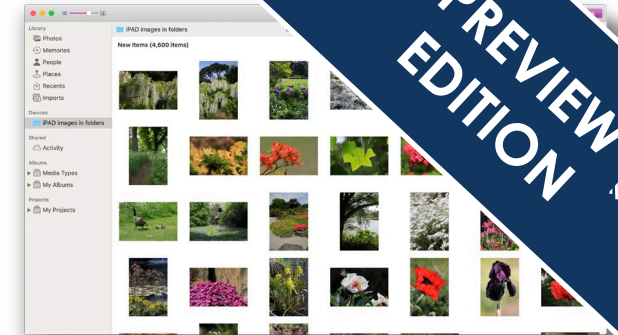 Library
Photos
Memories
People
Places
Recents
Imports
Devices
iPAD images in folders
Shared
Activity
Albums
Media Types
My Albums
Projects
My Projects
iPAD images in folders
New Items (4,600 items)
PREVIEW
EDITION